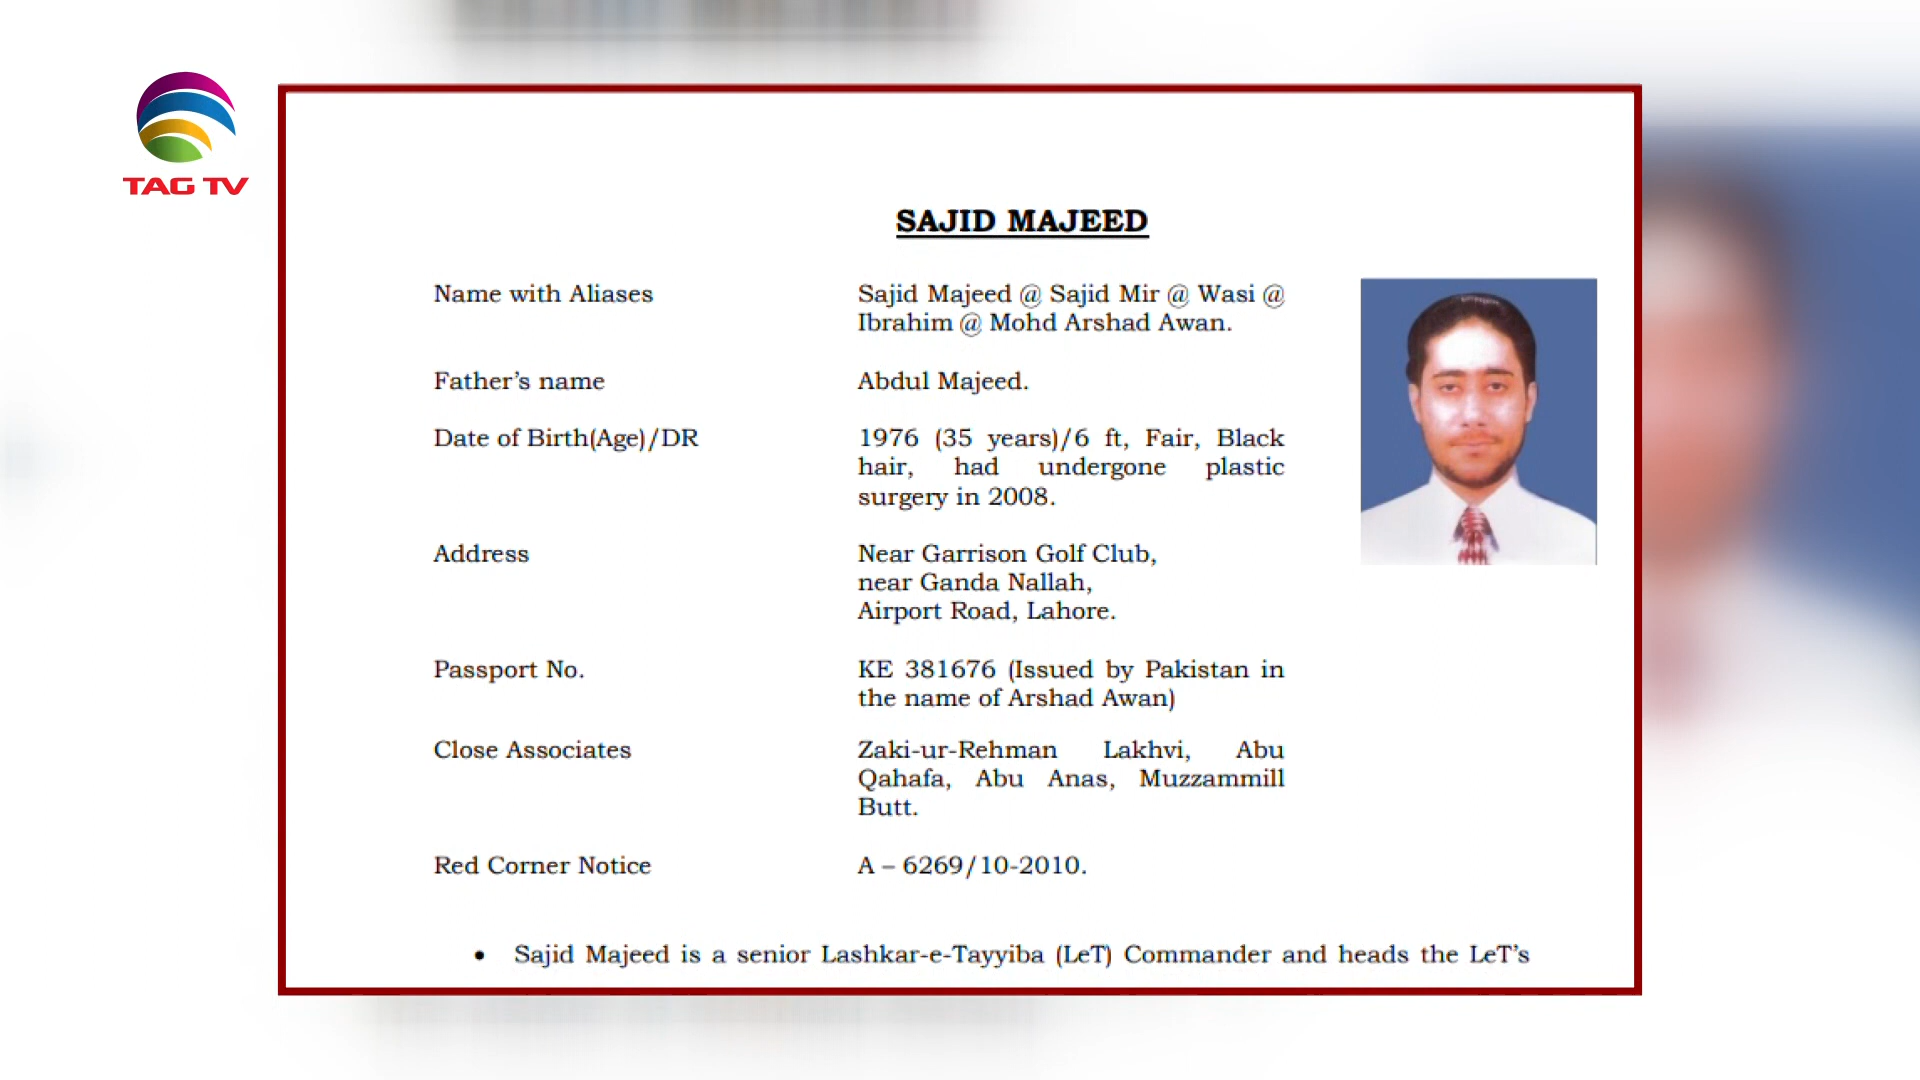 TAG TV
SAJID MAJEED
Name with Aliases
Sajid Majeed @ Sajid Mir @ Wasi @
Ibrahim @ Mohd Arshad Awan.
Father's name
Abdul Majeed.
Date of Birth(Age)/DR
1976 (35 years)/6 ft, Fair, Black
hair, had undergone plastic
surgery in 2008.
Address
Near Garrison Golf Club,
near Ganda Nallah,
Airport Road, Lahore.
Passport No.
KE 381676 (Issued by Pakistan in
the name of Arshad Awan)
Close Associates
Zaki-ur-Rehman Lakhvi, Abu
Qahafa, Abu Anas, Muzzammill
Butt.
Red Corner Notice
A – 6269/10-2010.
• Sajid Majeed is a senior Lashkar-e-Tayyiba (LeT) Commander and heads the LeT's